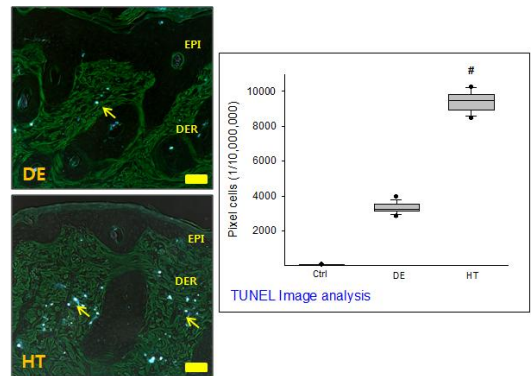 EPI
DER
DE
EPI
DER
HT
#
Pixel cells (1/10,000,000)
10000
8000
6000
4000
2000
Ctrl
DE
HT
TUNEL Image analysis